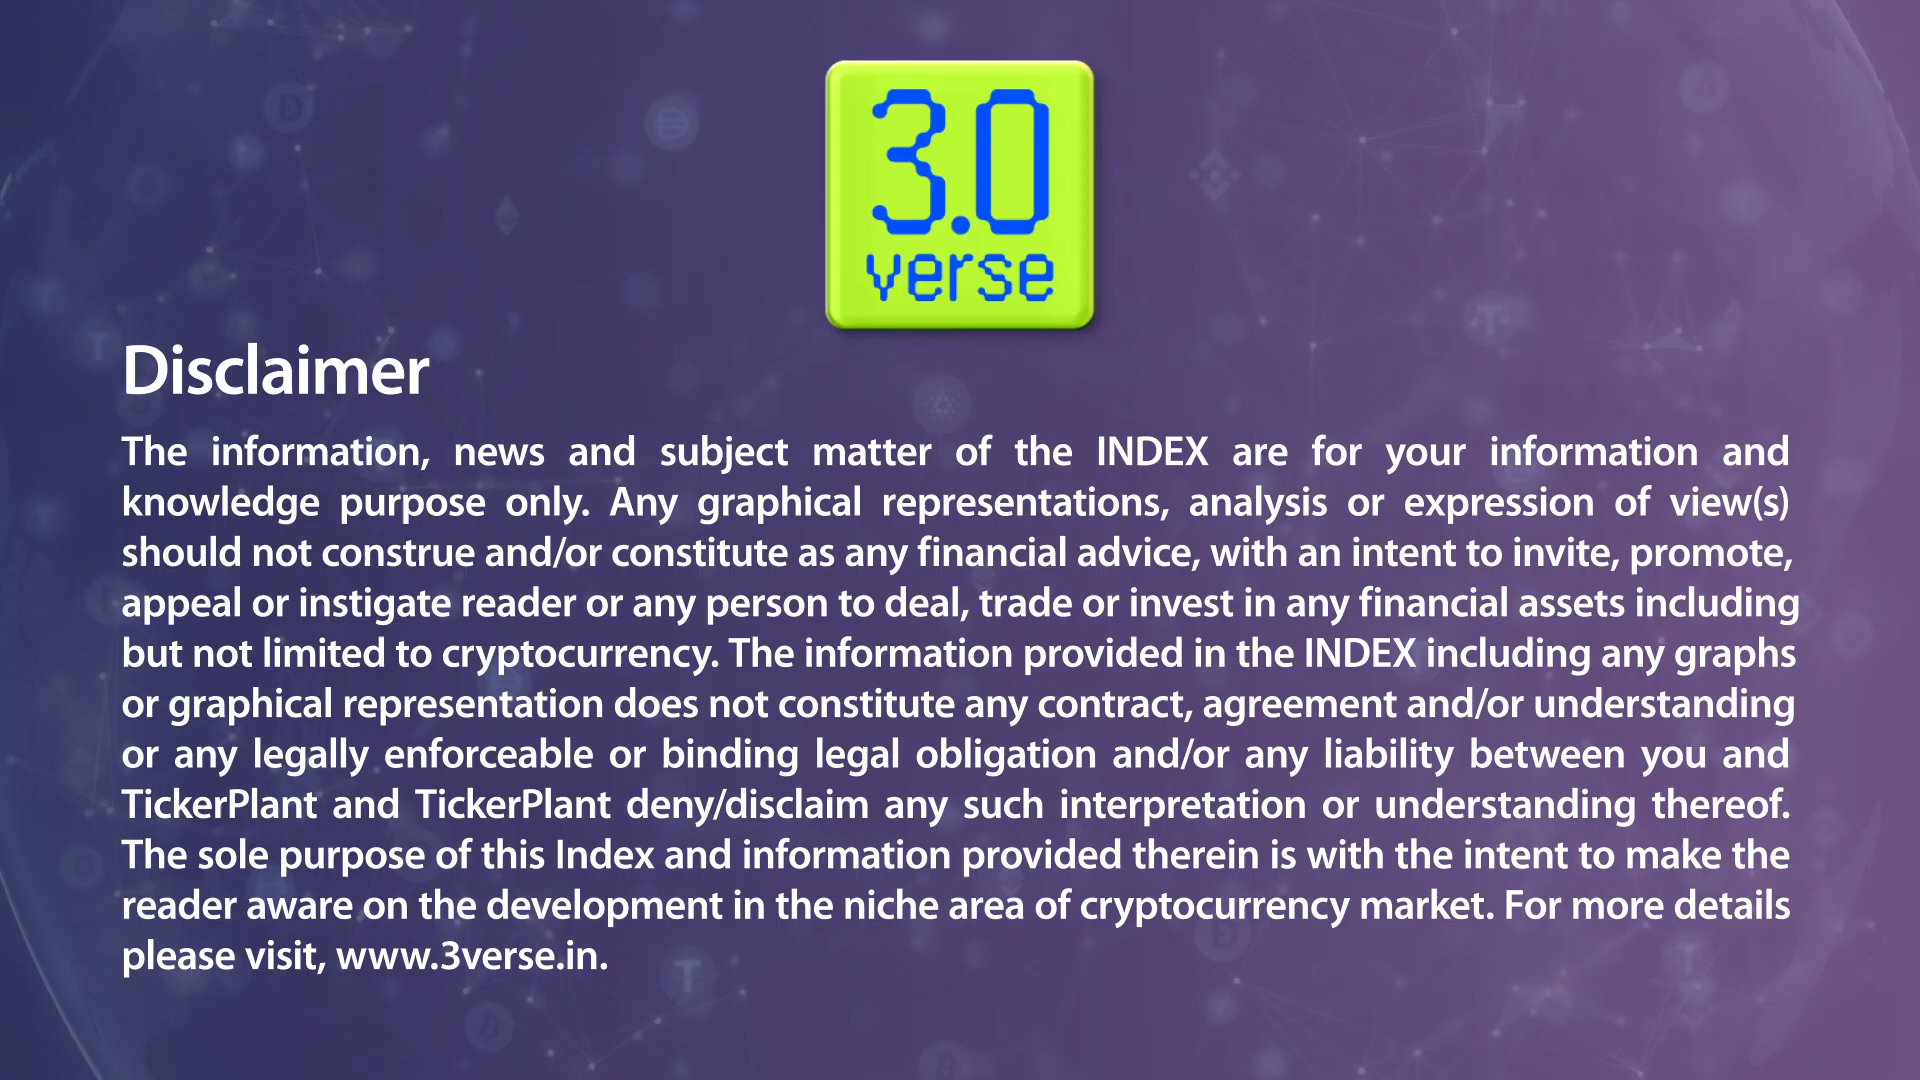 3.0
verse
Disclaimer
The information, news and subject matter of the INDEX are for your information and
knowledge purpose only. Any graphical representations, analysis or expression of view(s)
should not construe and/or constitute as any financial advice, with an intent to invite, promote,
appeal or instigate reader or any person to deal, trade or invest in any financial assets including
but not limited to cryptocurrency. The information provided in the INDEX including any graphs
or graphical representation does not constitute any contract, agreement and/or understanding
or any legally enforceable or binding legal obligation and/or any liability between you and
TickerPlant and TickerPlant deny/disclaim any such interpretation or understanding thereof.
The sole purpose of this Index and information provided therein is with the intent to make the
reader aware on the development in the niche area of cryptocurrency market. For more details
please visit, www.3verse.in.